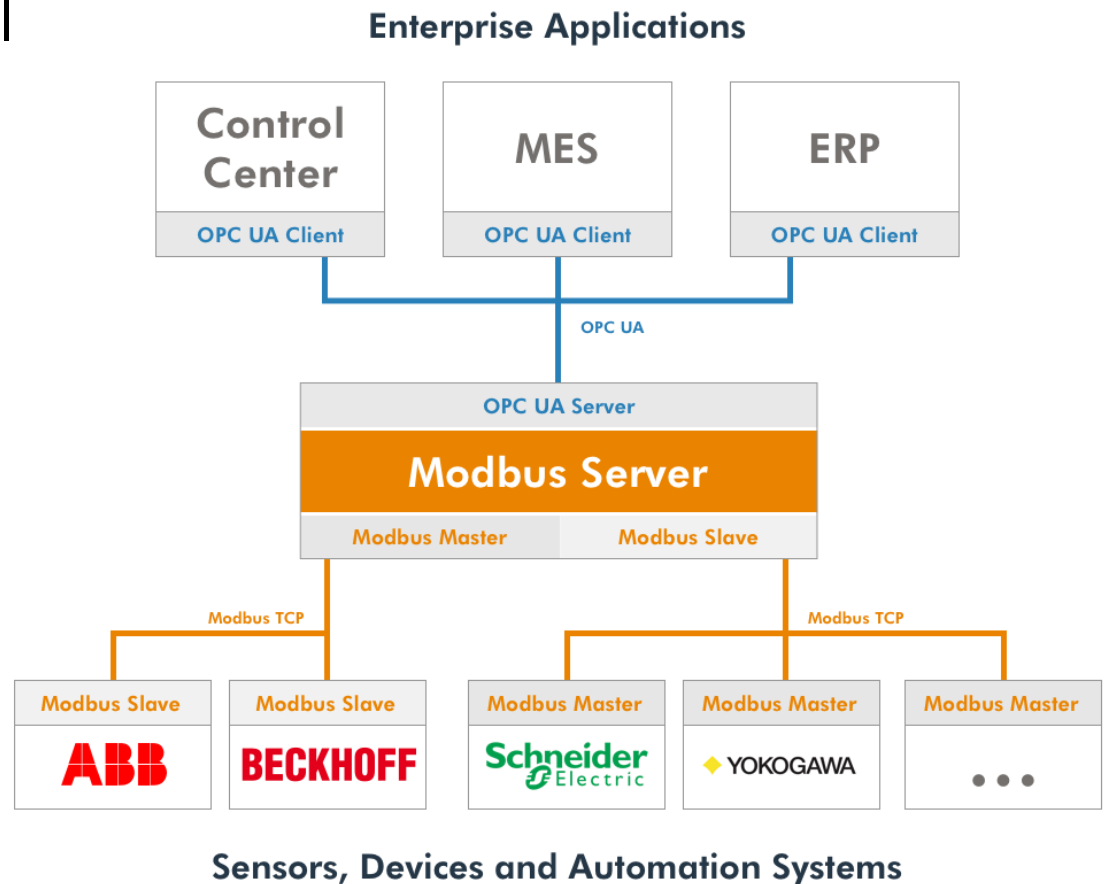 Enterprise Applications
Control
Center
MES
ERP
OPC UA Client
OPC UA Client
OPC UA Client
OPC UA
OPC UA Server
Modbus Server
Modbus Master
Modbus Slave
Modbus TCP
Modbus TCP
Modbus Slave
Modbus Slave
Modbus Master
Modbus Master
Modbus Master
ABB
BECKHOFF
Schneider
Electric
YOKOGAWA
...
Sensors, Devices and Automation Systems